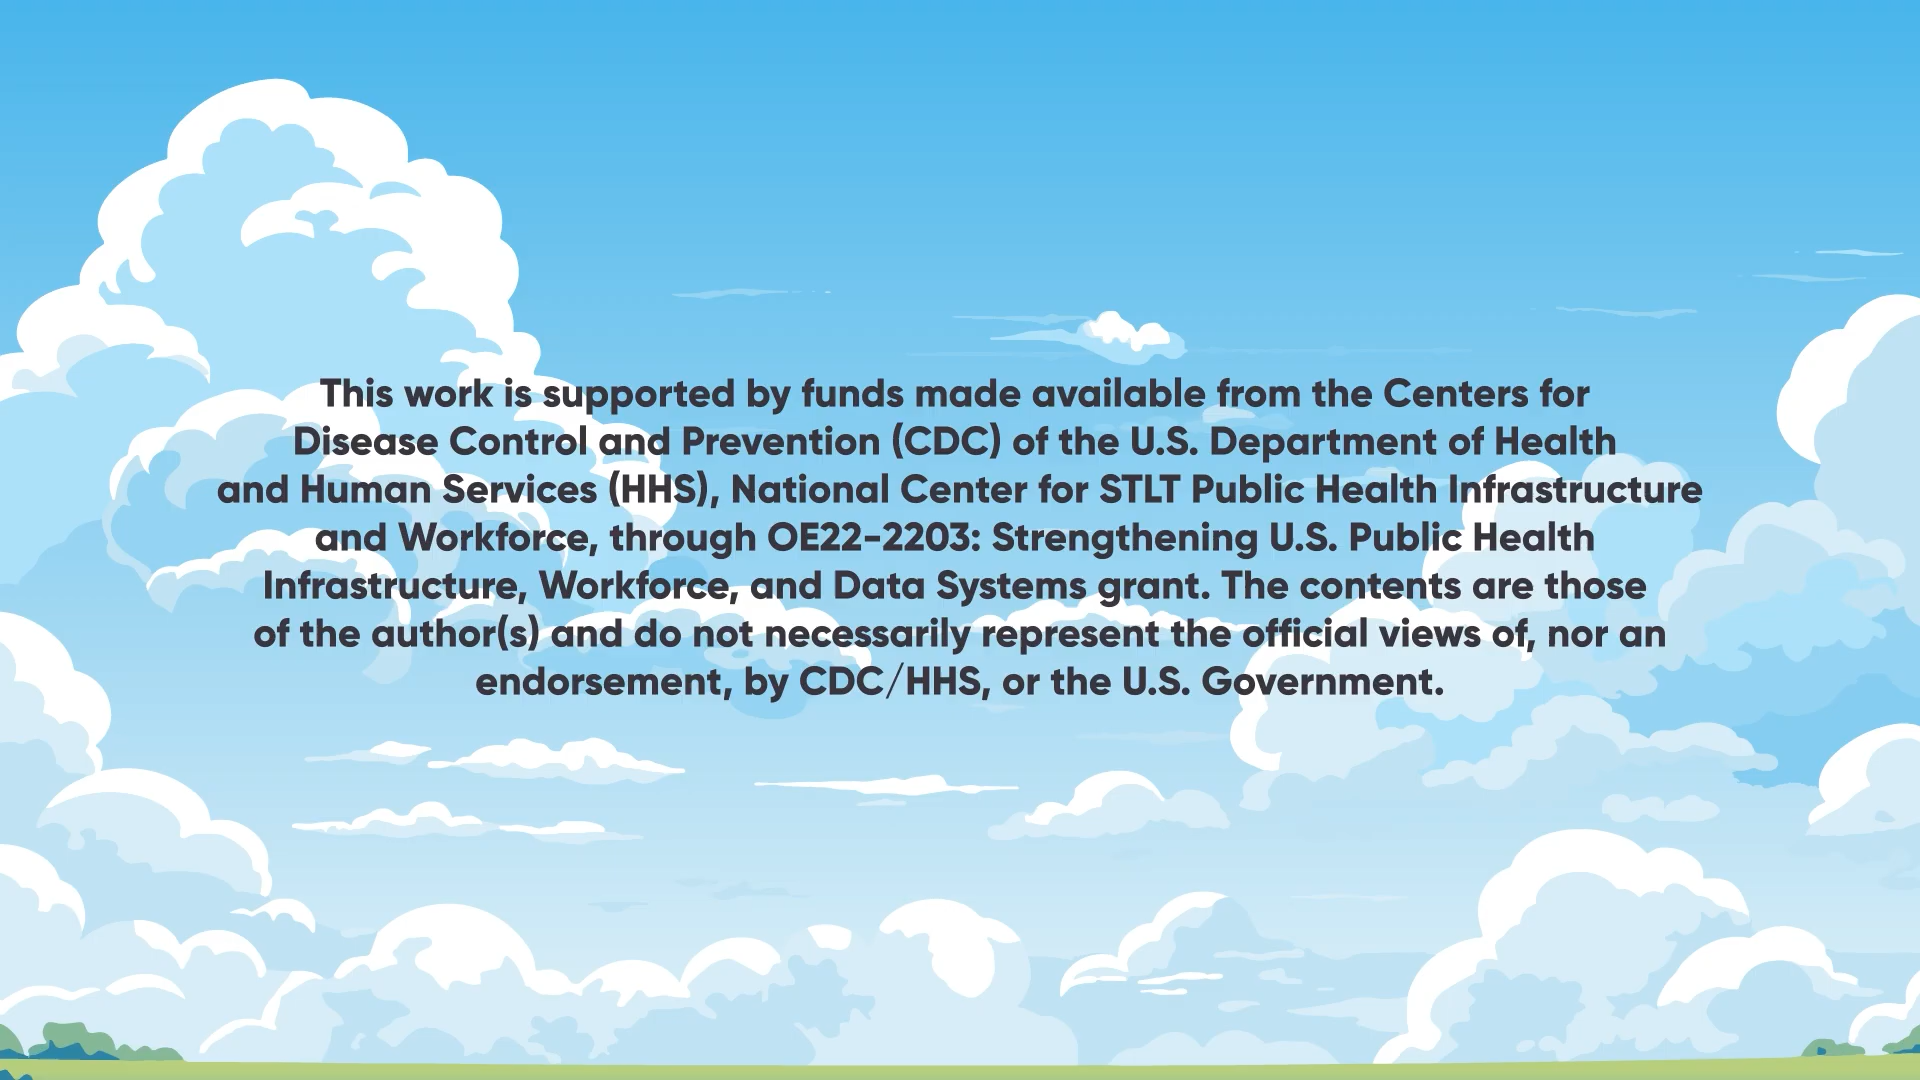 This work is supported by funds made available from the Centers for
Disease Control and Prevention (CDC) of the U.S. Department of Health
and Human Services (HHS), National Center for STLT Public Health Infrastructure
and Workforce, through OE22-2203: Strengthening U.S. Public Health
Infrastructure, Workforce, and Data Systems grant. The contents are those
of the author(s) and do not necessarily represent the official views of, nor an
endorsement, by CDC/HHS, or the U.S. Government.